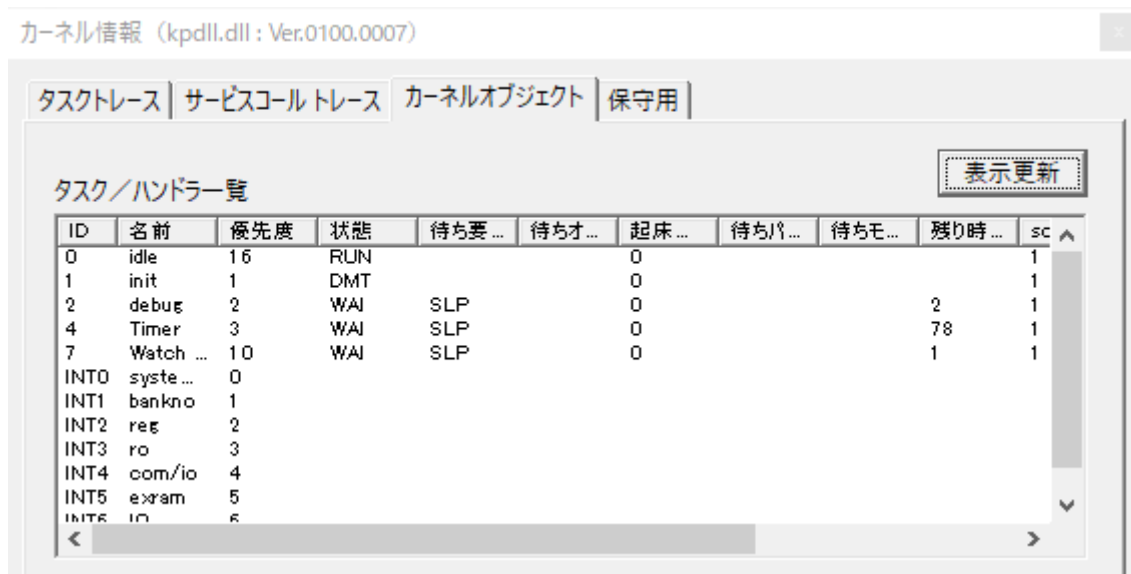 カーネル情報（kpdll.dll : Ver.0100.0007）
タスクトレース サービスコール トレース カーネルオブジェクト 保守用
表示更新
タスク／ハンドラ一覧
ID 名前 優先度 状態 待ち要... 待ちオ... 起床... 待ちパ... 待ちモ... 残り時... sc
0 idle 16 RUN 0 1
1 init 1 DMT 0 1
2 debug 2 WAI SLP 0 2 1
4 Timer 3 WAI SLP 0 78 1
7 Watch ... 10 WAI SLP 0 1 1
INT0 syste... 0
INT1 bankno 1
INT2 reg 2
INT3 ro 3
INT4 com/io 4
INT5 exram 5
INT6 IO 6